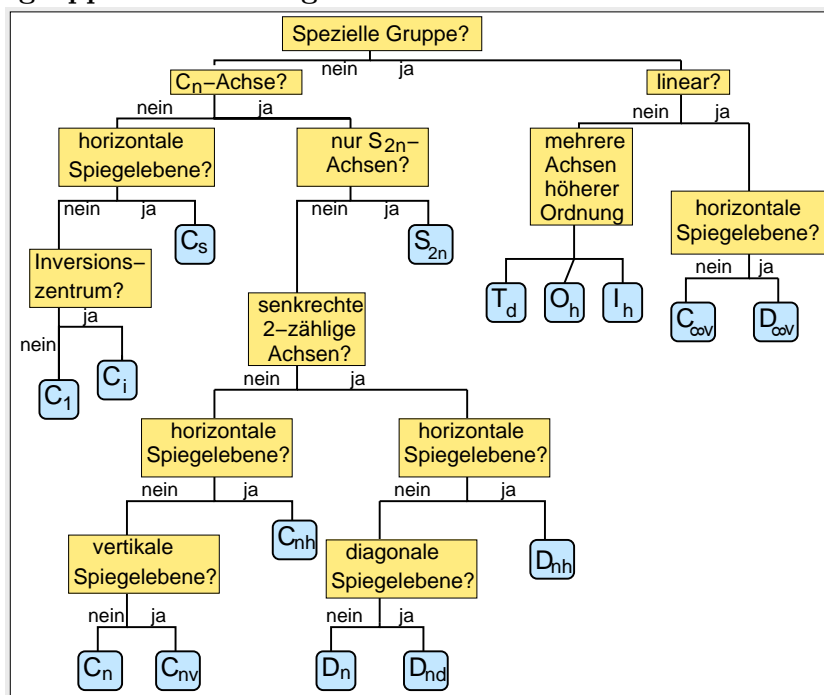 Spezielle Gruppe?
nein ja
Cn−Achse?
linear?
nein ja
nein ja
horizontale
Spiegelebene?
nur S2n−
Achsen?
mehrere
Achsen
höherer
Ordnung
horizontale
Spiegelebene?
nein ja
nein ja
Cs
S2n
Inversions−
zentrum?
nein ja
Td
Oh
Ih
C∞v
D∞v
senkrechte
2−zählige
Achsen?
ja
nein
C1
Ci
nein ja
horizontale
Spiegelebene?
horizontale
Spiegelebene?
nein ja
nein ja
vertikale
Spiegelebene?
Cnh
diagonale
Spiegelebene?
Dnh
nein ja
nein ja
Cn
Cnv
Dn
Dnd